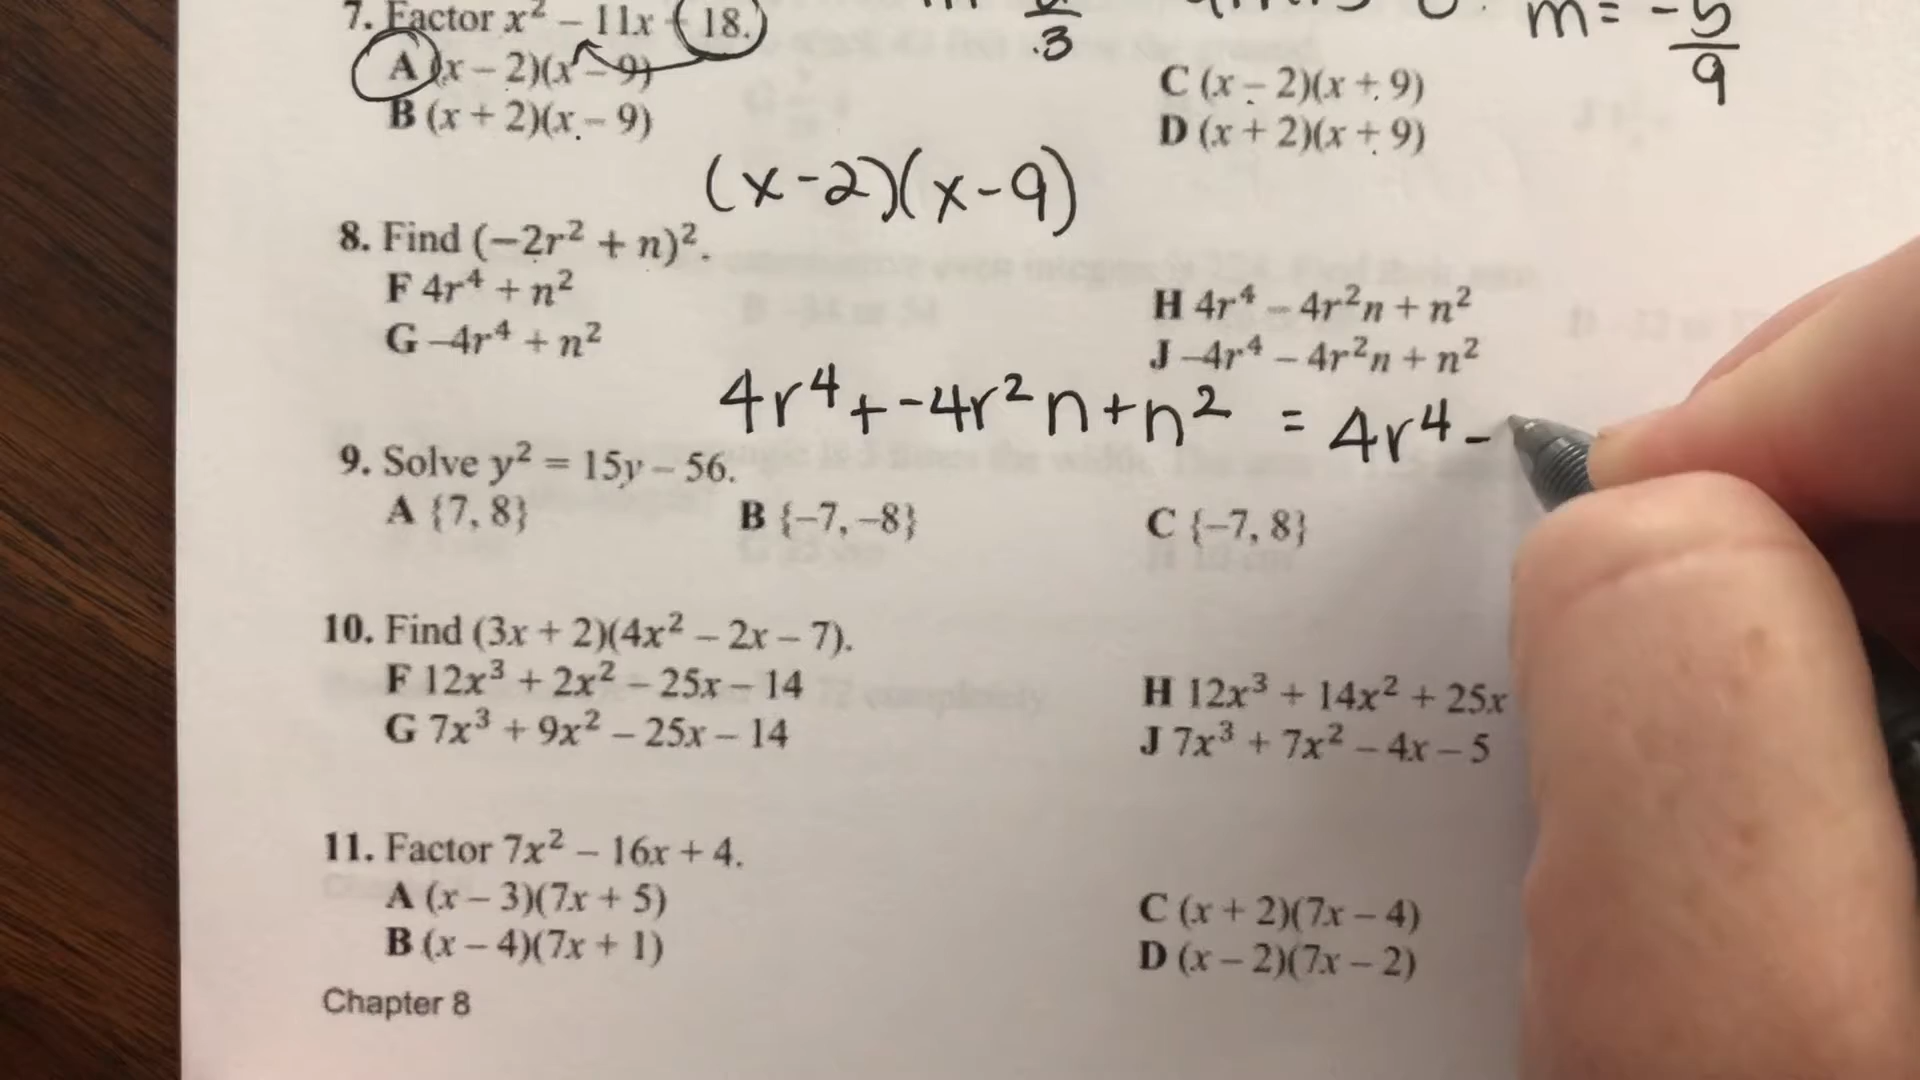 m = -5
.3
9
7. Factor x² – 11x + 18.
A (x – 2)(x – 9)
B (x + 2)(x – 9)
C (x – 2)(x + 9)
D (x + 2)(x + 9)
(x-2)(x-9)
8. Find (–2r² + n)².
F 4r⁴ + n²
G –4r⁴ + n²
H 4r⁴ – 4r²n + n²
J –4r⁴ – 4r²n + n²
4r⁴+-4r²n+n² = 4r⁴-
9. Solve y² = 15y – 56.
A {7, 8}
B {–7, –8}
C {–7, 8}
10. Find (3x + 2)(4x² – 2x – 7).
F 12x³ + 2x² – 25x – 14
G 7x³ + 9x² – 25x – 14
H 12x³ + 14x² + 25x
J 7x³ + 7x² – 4x – 5
11. Factor 7x² – 16x + 4.
A (x – 3)(7x + 5)
B (x – 4)(7x + 1)
C (x + 2)(7x – 4)
D (x – 2)(7x – 2)
Chapter 8